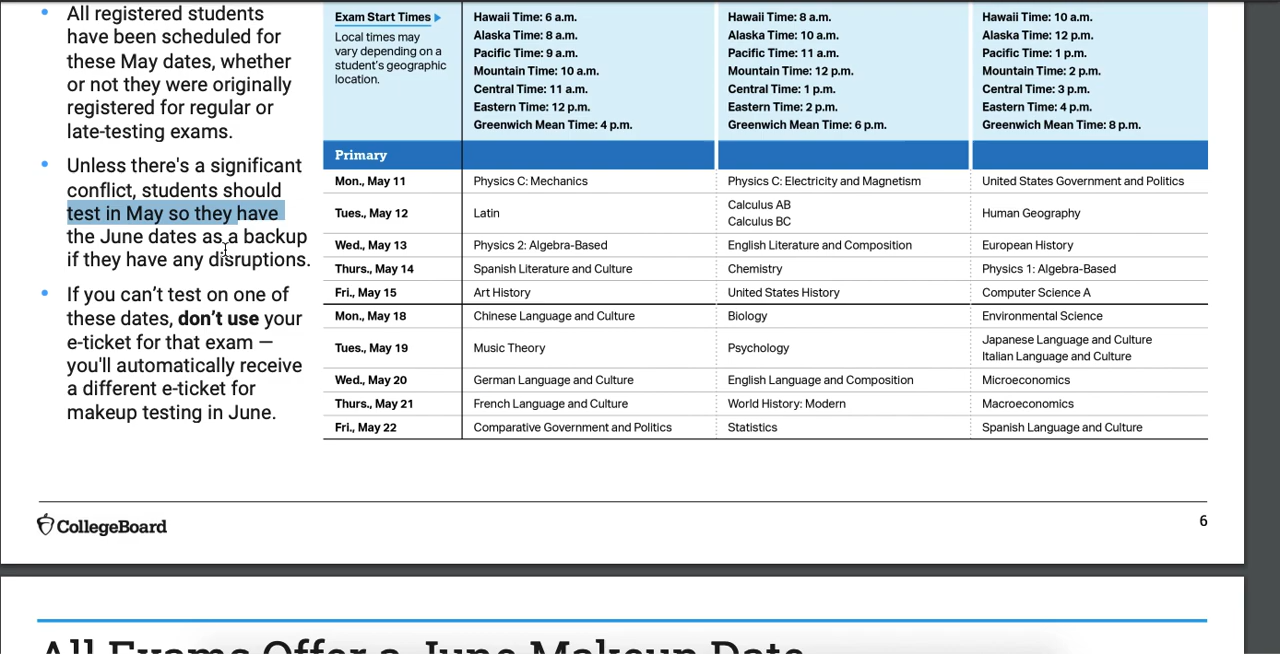 All registered students
have been scheduled for
these May dates, whether
or not they were originally
registered for regular or
late-testing exams.
Unless there's a significant
conflict, students should
test in May so they have
the June dates as a backup
if they have any disruptions.
If you can’t test on one of
these dates, don’t use your
e-ticket for that exam —
you'll automatically receive
a different e-ticket for
makeup testing in June.
Exam Start Times
Local times may
vary depending on a
student’s geographic
location.
Hawaii Time: 6 a.m.
Alaska Time: 8 a.m.
Pacific Time: 9 a.m.
Mountain Time: 10 a.m.
Central Time: 11 a.m.
Eastern Time: 12 p.m.
Greenwich Mean Time: 4 p.m.
Hawaii Time: 8 a.m.
Alaska Time: 10 a.m.
Pacific Time: 11 a.m.
Mountain Time: 12 p.m.
Central Time: 1 p.m.
Eastern Time: 2 p.m.
Greenwich Mean Time: 6 p.m.
Hawaii Time: 10 a.m.
Alaska Time: 12 p.m.
Pacific Time: 1 p.m.
Mountain Time: 2 p.m.
Central Time: 3 p.m.
Eastern Time: 4 p.m.
Greenwich Mean Time: 8 p.m.
Primary
Mon., May 11 Physics C: Mechanics Physics C: Electricity and Magnetism United States Government and Politics
Tues., May 12 Latin
Calculus AB
Calculus BC
Human Geography
Wed., May 13 Physics 2: Algebra-Based English Literature and Composition European History
Thurs., May 14 Spanish Literature and Culture Chemistry Physics 1: Algebra-Based
Fri., May 15 Art History United States History Computer Science A
Mon., May 18 Chinese Language and Culture Biology Environmental Science
Tues., May 19 Music Theory Psychology
Japanese Language and Culture
Italian Language and Culture
Wed., May 20 German Language and Culture English Language and Composition Microeconomics
Thurs., May 21 French Language and Culture World History: Modern Macroeconomics
Fri., May 22 Comparative Government and Politics Statistics Spanish Language and Culture
CollegeBoard
6
All Exams Offer a June Makeup Date